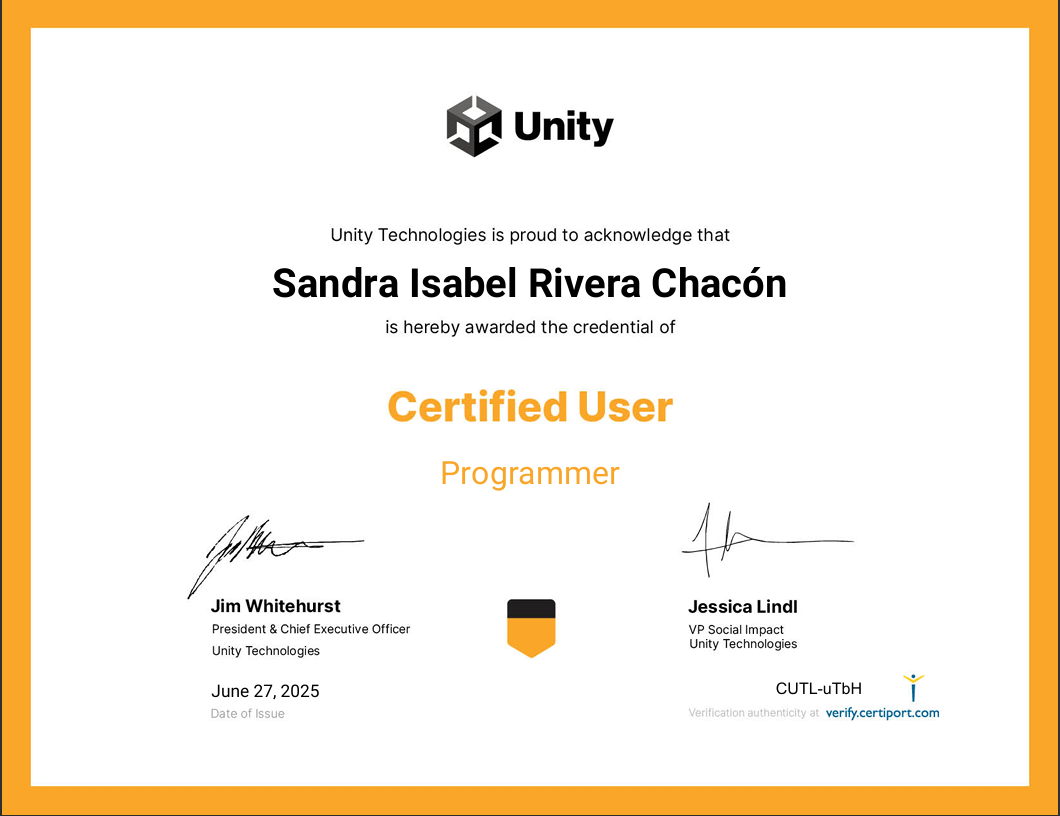 Unity
Unity Technologies is proud to acknowledge that
Sandra Isabel Rivera Chacón
is hereby awarded the credential of
Certified User
Programmer
Jim Whitehurst
President & Chief Executive Officer
Unity Technologies
Jessica Lindl
VP Social Impact
Unity Technologies
June 27, 2025
Date of Issue
CUTL-uTbH
Verification authenticity at verify.certiport.com